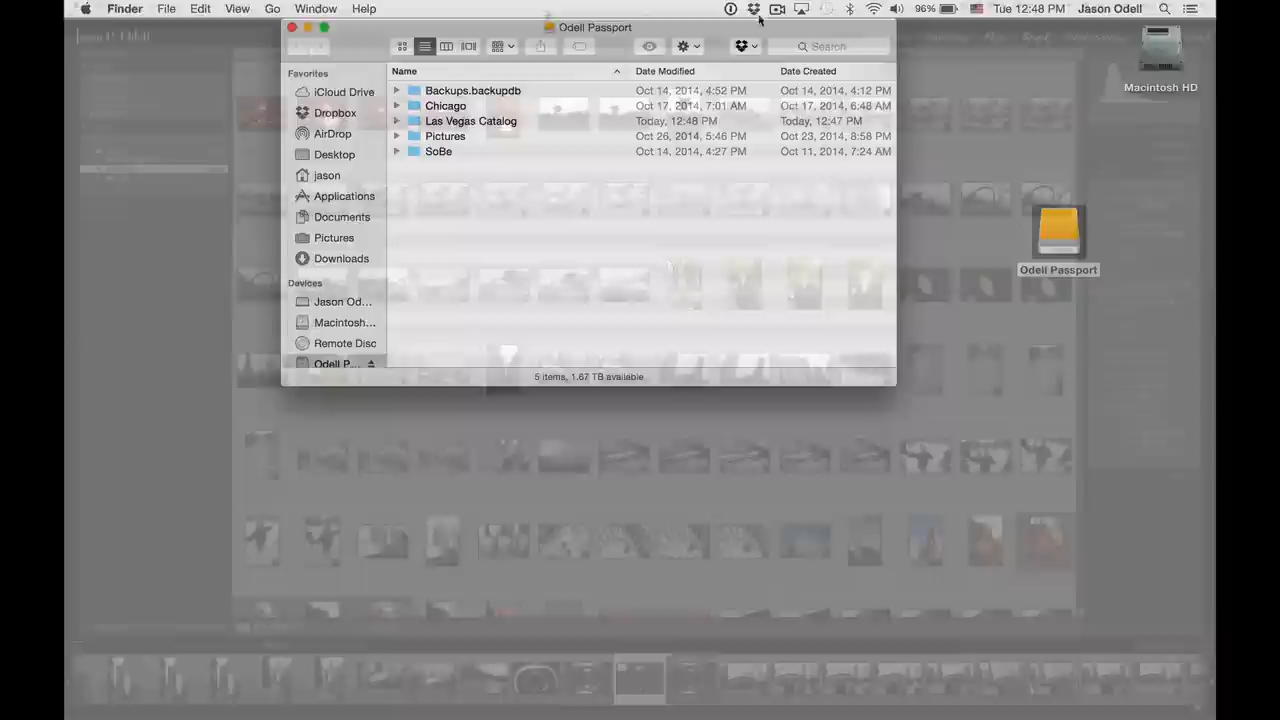 Finder File Edit View Go Window Help 96% Tue 12:48 PM Jason Odell
Odell Passport
Search
Favorites
iCloud Drive
Dropbox
AirDrop
Desktop
jason
Applications
Documents
Pictures
Downloads
Devices
Jason Od...
Macintosh...
Remote Disc
Odell P...
Name Date Modified Date Created
Backups.backupdb Oct 14, 2014, 4:52 PM Oct 14, 2014, 4:12 PM
Chicago Oct 17, 2014, 7:01 AM Oct 17, 2014, 6:48 AM
Las Vegas Catalog Today, 12:48 PM Today, 12:47 PM
Pictures Oct 26, 2014, 5:46 PM Oct 23, 2014, 8:58 PM
SoBe Oct 14, 2014, 4:27 PM Oct 11, 2014, 7:24 AM
5 items, 1.67 TB available
Macintosh HD
Odell Passport